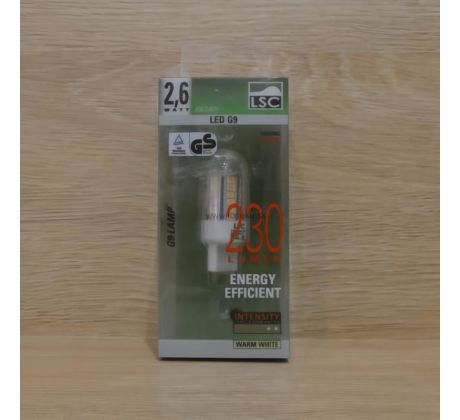 2,6
WATT
LSC
LED G9
GS
G9 LAMP
230
LUMEN
ENERGY
EFFICIENT
INTENSITY
WARM WHITE